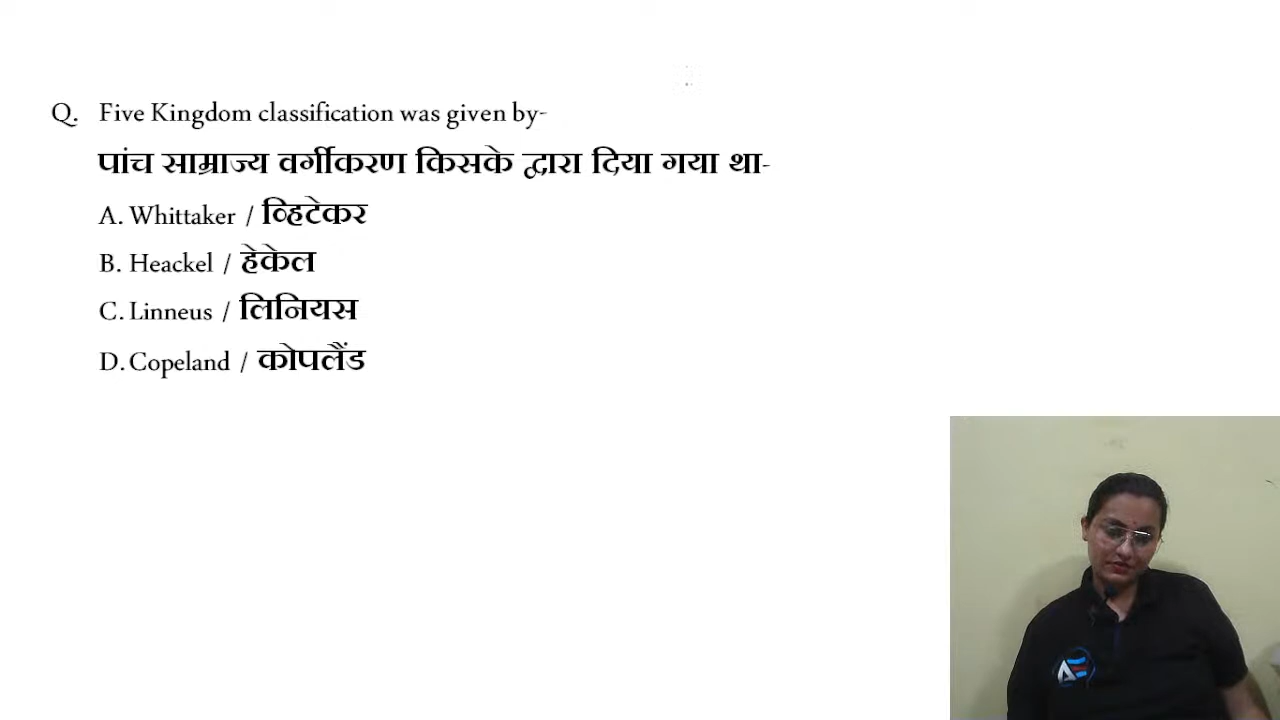 Q. Five Kingdom classification was given by-
पांच साम्राज्य वर्गीकरण किसके द्वारा दिया गया था-
A. Whittaker / व्हिटेकर
B. Heackel / हेकेल
C. Linneus / लिनियस
D. Copeland / कोपलैंड